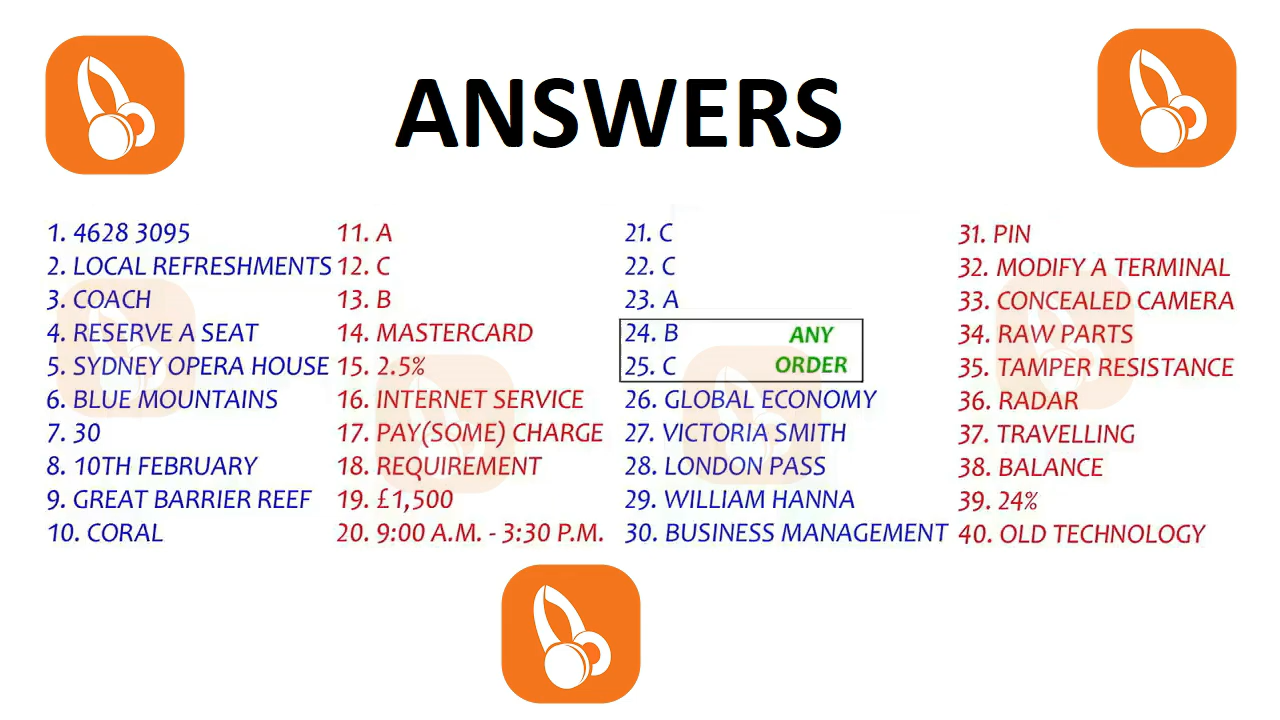 ANSWERS
1. 4628 3095
2. LOCAL REFRESHMENTS
3. COACH
4. RESERVE A SEAT
5. SYDNEY OPERA HOUSE
6. BLUE MOUNTAINS
7. 30
8. 10TH FEBRUARY
9. GREAT BARRIER REEF
10. CORAL
11. A
12. C
13. B
14. MASTERCARD
15. 2.5%
16. INTERNET SERVICE
17. PAY(SOME) CHARGE
18. REQUIREMENT
19. £1,500
20. 9:00 A.M. - 3:30 P.M.
21. C
22. C
23. A
24. B ANY
25. C ORDER
26. GLOBAL ECONOMY
27. VICTORIA SMITH
28. LONDON PASS
29. WILLIAM HANNA
30. BUSINESS MANAGEMENT
31. PIN
32. MODIFY A TERMINAL
33. CONCEALED CAMERA
34. RAW PARTS
35. TAMPER RESISTANCE
36. RADAR
37. TRAVELLING
38. BALANCE
39. 24%
40. OLD TECHNOLOGY